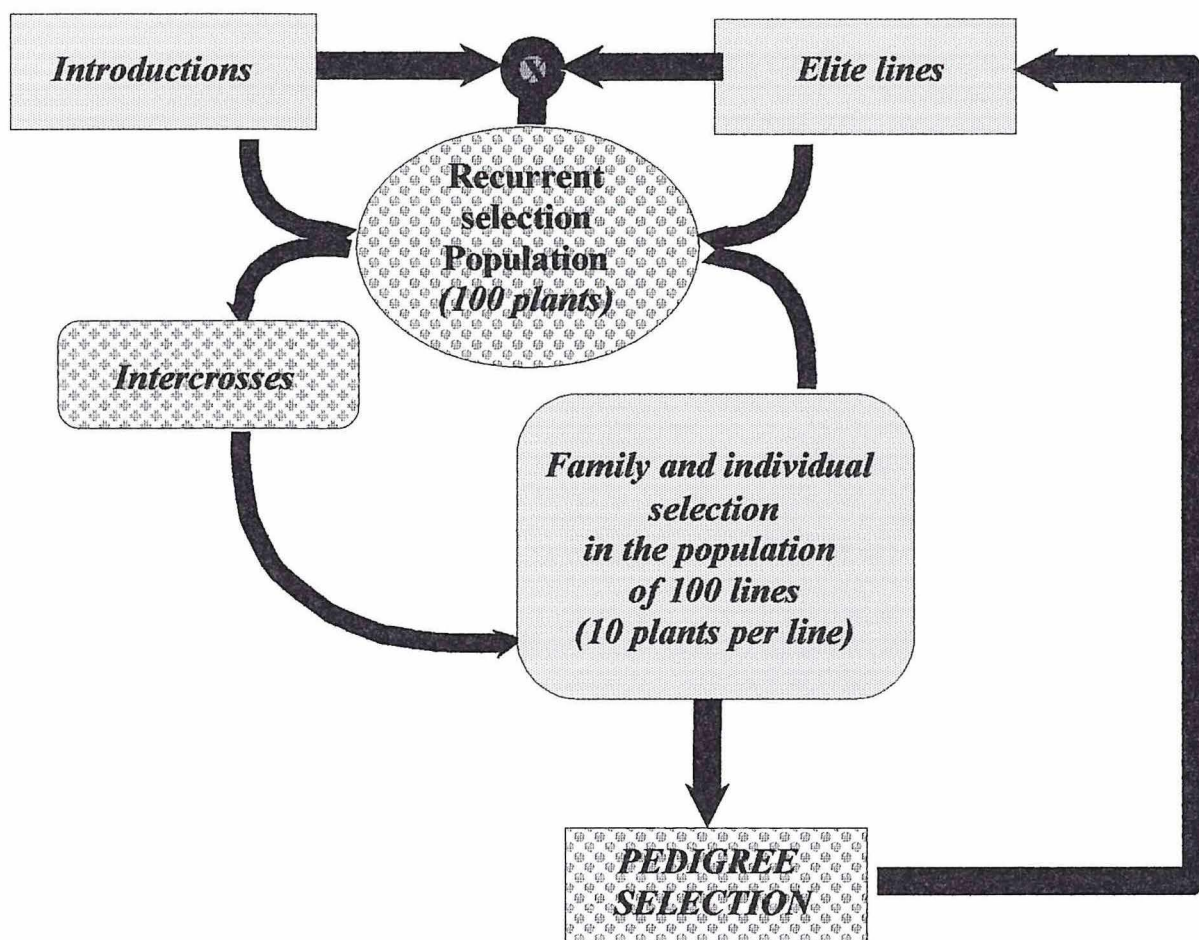 Introductions
Elite lines
Recurrent
selection
Population
(100 plants)
Intercrosses
Family and individual
selection
in the population
of 100 lines
(10 plants per line)
PEDIGREE
SELECTION